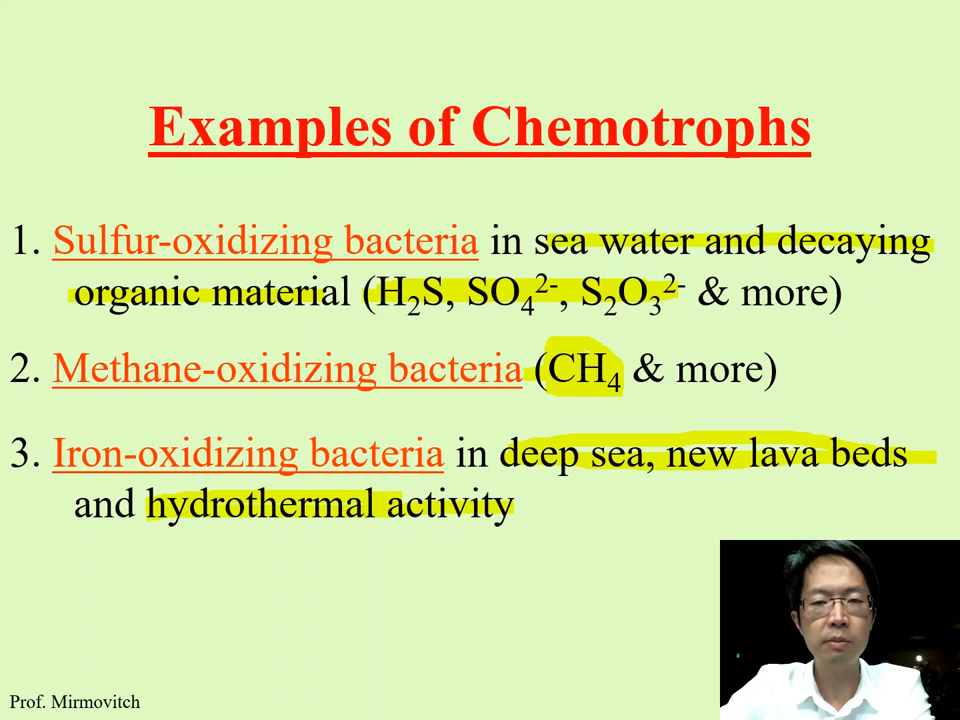 Examples of Chemotrophs
1. Sulfur-oxidizing bacteria in sea water and decaying
organic material (H₂S, SO₄²⁻, S₂O₃²⁻ & more)
2. Methane-oxidizing bacteria (CH₄ & more)
3. Iron-oxidizing bacteria in deep sea, new lava beds
and hydrothermal activity
Prof. Mirmovitch